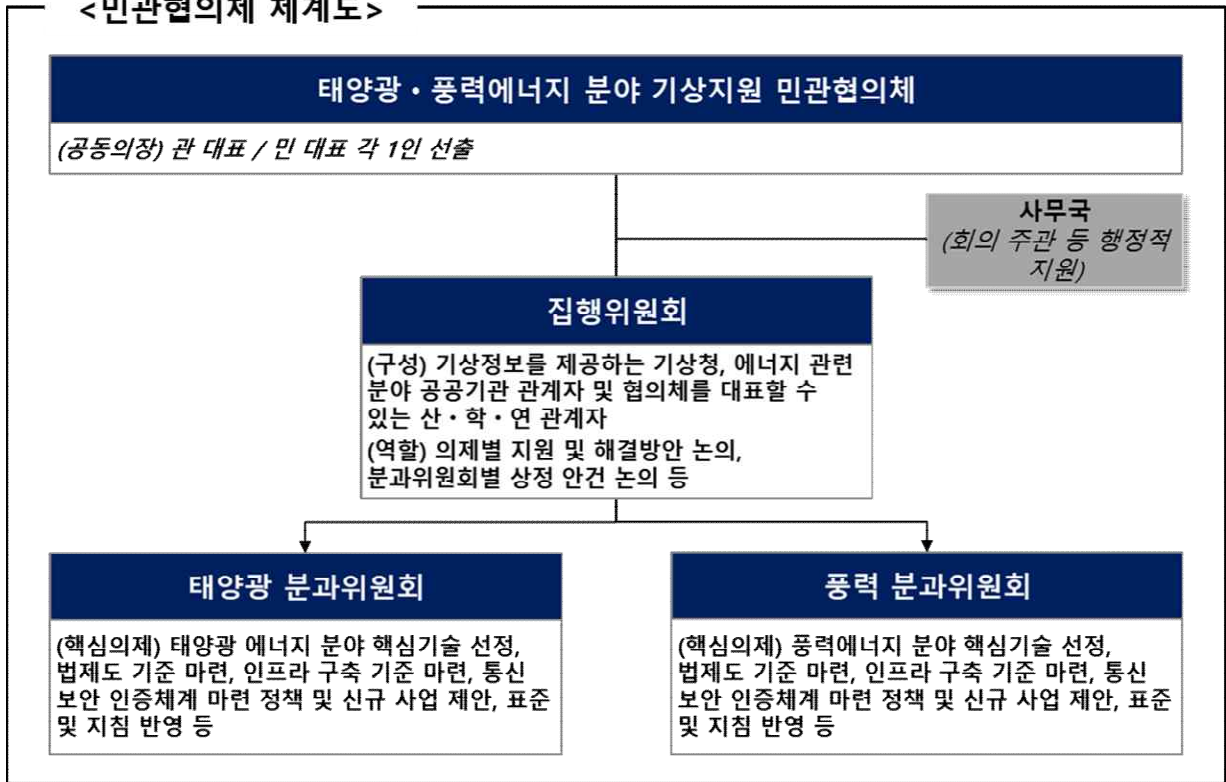 <민관협의체 체계도>
태양광・풍력에너지 분야 기상지원 민관협의체
(공동의장) 관 대표 / 민 대표 각 1인 선출
사무국
(회의 주관 등 행정적
지원)
집행위원회
(구성) 기상정보를 제공하는 기상청, 에너지 관련
분야 공공기관 관계자 및 협의체를 대표할 수
있는 산・학・연 관계자
(역할) 의제별 지원 및 해결방안 논의,
분과위원회별 상정 안건 논의 등
태양광 분과위원회
(핵심의제) 태양광 에너지 분야 핵심기술 선정,
법제도 기준 마련, 인프라 구축 기준 마련, 통신
보안 인증체계 마련 정책 및 신규 사업 제안, 표준
및 지침 반영 등
풍력 분과위원회
(핵심의제) 풍력에너지 분야 핵심기술 선정,
법제도 기준 마련, 인프라 구축 기준 마련, 통신
보안 인증체계 마련 정책 및 신규 사업 제안, 표준
및 지침 반영 등